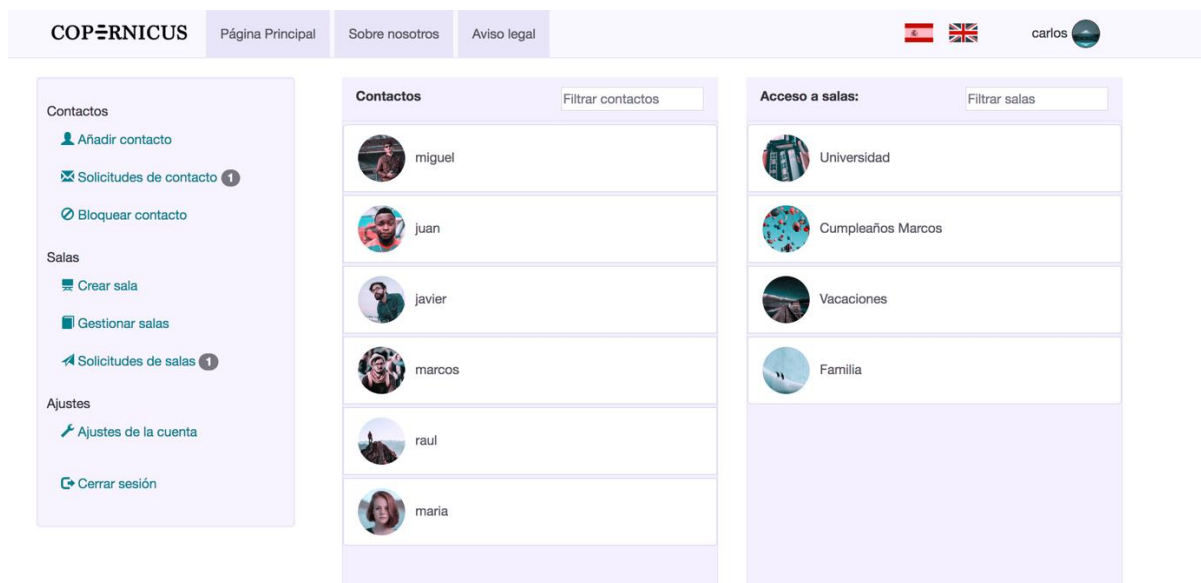 COPERNICUS
Página Principal
Sobre nosotros
Aviso legal
carlos
Contactos
Añadir contacto
Solicitudes de contacto 1
Bloquear contacto
Salas
Crear sala
Gestionar salas
Solicitudes de salas 1
Ajustes
Ajustes de la cuenta
Cerrar sesión
Contactos
Filtrar contactos
miguel
juan
javier
marcos
raul
maria
Acceso a salas:
Filtrar salas
Universidad
Cumpleaños Marcos
Vacaciones
Familia